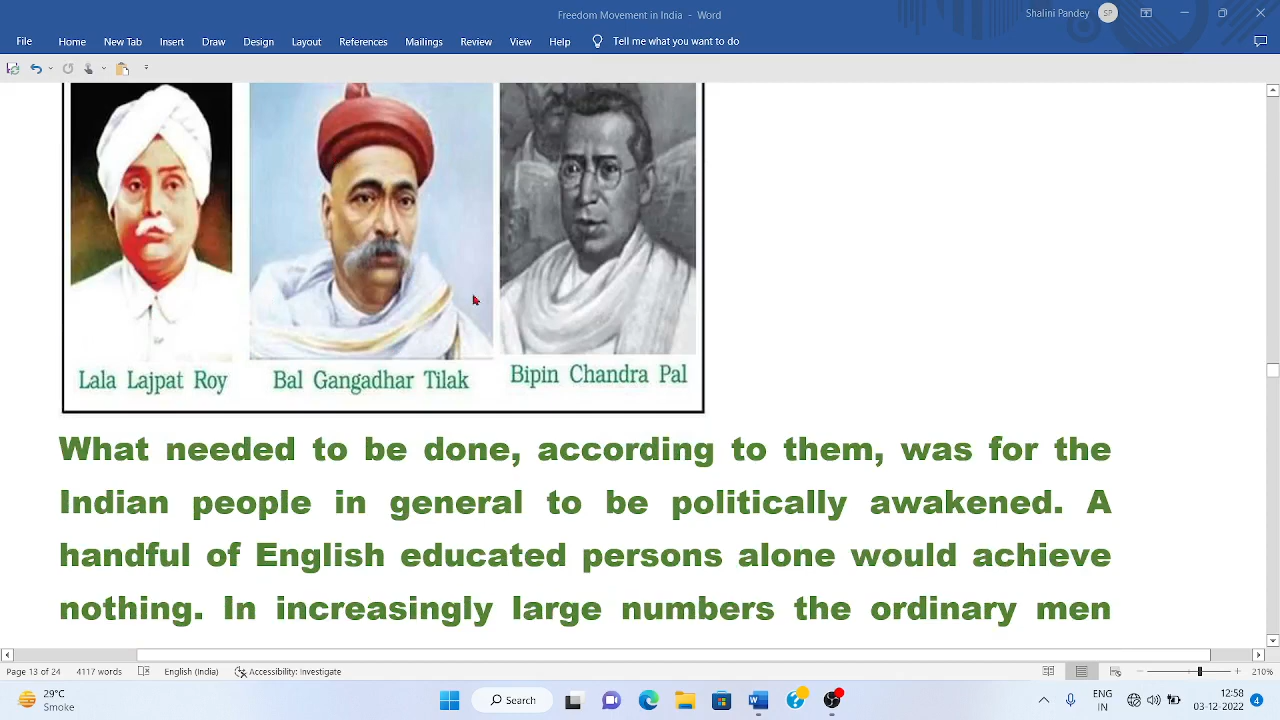 Freedom Movement in India - Word
Shalini Pandey SP
File Home New Tab Insert Draw Design Layout References Mailings Review View Help Tell me what you want to do
Lala Lajpat Roy Bal Gangadhar Tilak Bipin Chandra Pal
What needed to be done, according to them, was for the
Indian people in general to be politically awakened. A
handful of English educated persons alone would achieve
nothing. In increasingly large numbers the ordinary men
Page 13 of 24 4117 words English (India) Accessibility: Investigate 210%
29°C
Smoke
Search
ENG
IN
12:58
03-12-2022
4